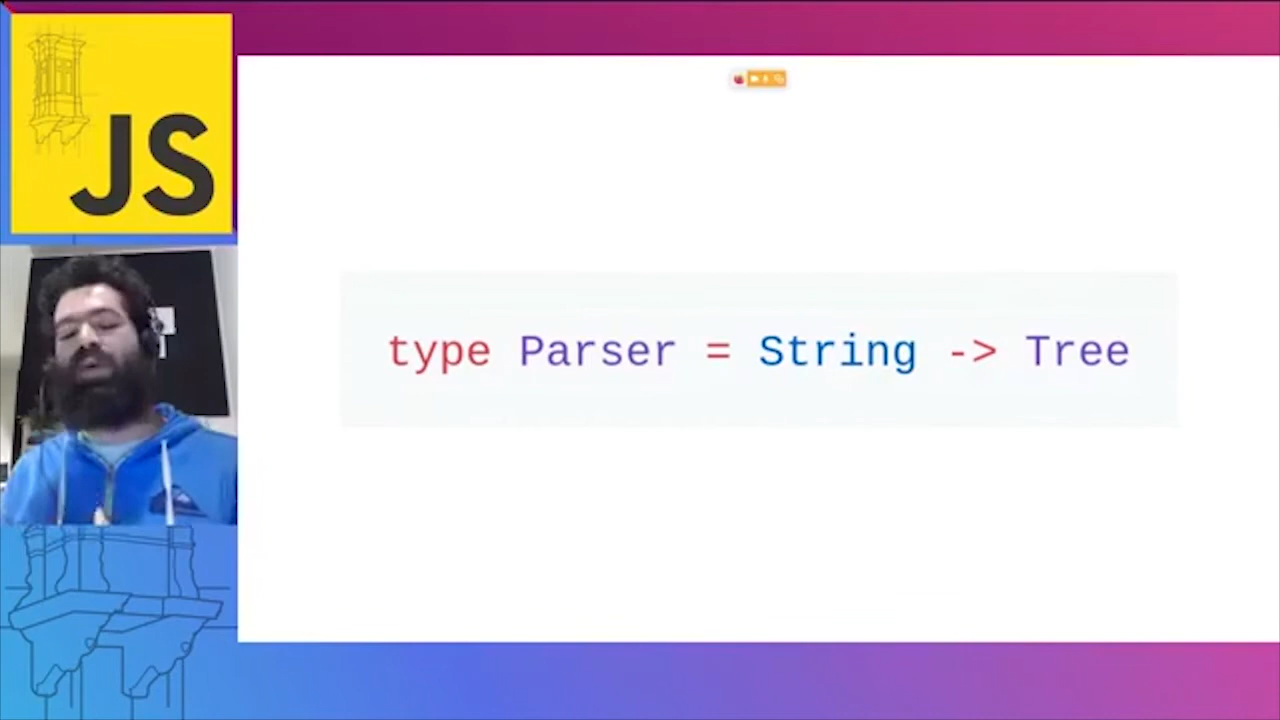 JS
type Parser = String -> Tree